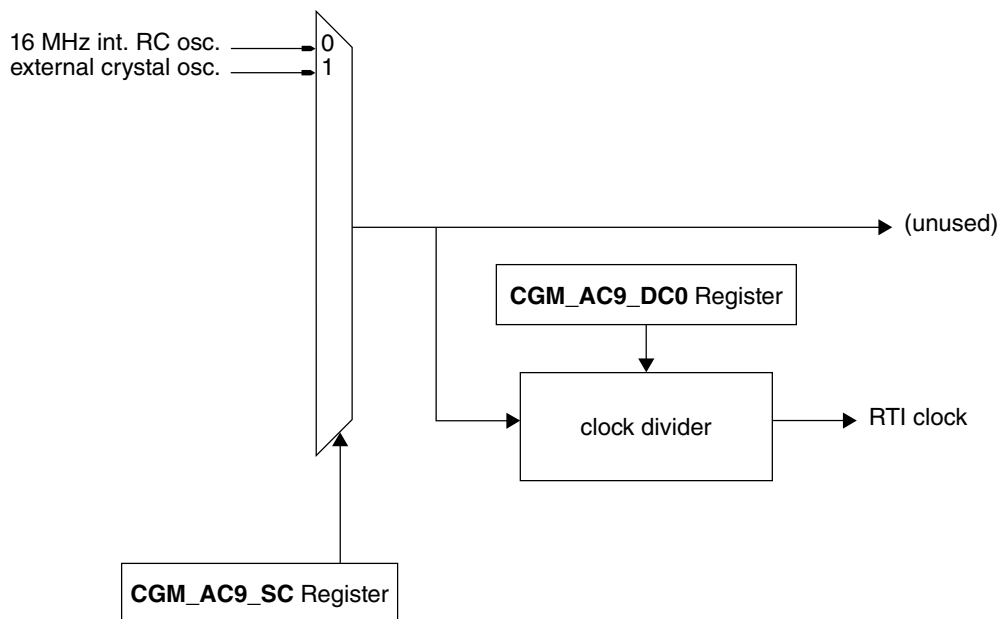 16 MHz int. RC osc.
0
external crystal osc.
1
(unused)
CGM_AC9_DC0 Register
clock divider
RTI clock
CGM_AC9_SC Register